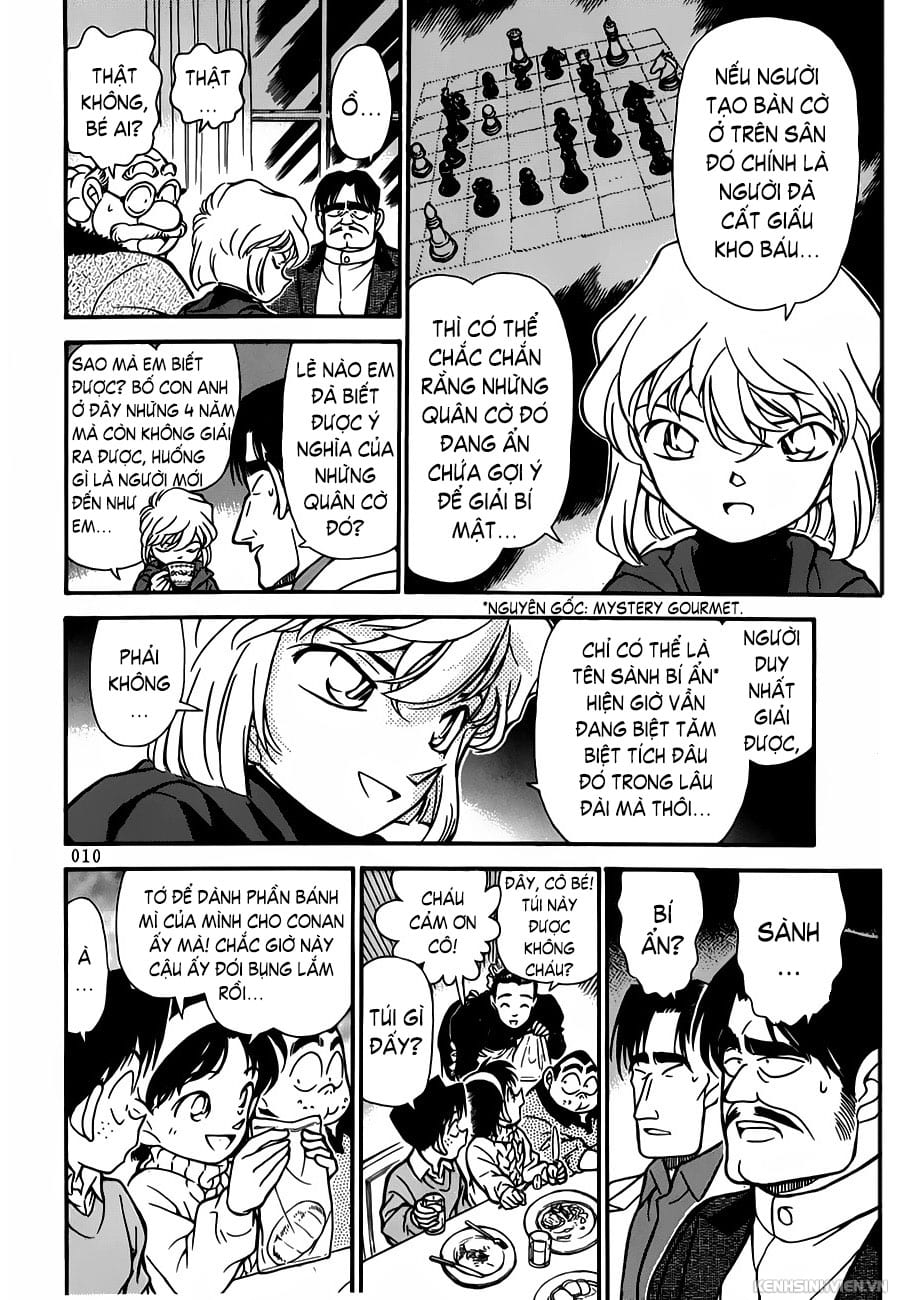 NẾU NGƯỜI
TẠO BÀN CỜ
Ở TRÊN SÂN
ĐÓ CHÍNH LÀ
NGƯỜI ĐÃ
CẤT GIẤU
KHO BÁU...
THÌ CÓ THỂ
CHẮC CHẮN
RẰNG NHỮNG
QUÂN CỜ ĐÓ
ĐANG ẨN
CHỨA GỢI Ý
ĐỂ GIẢI BÍ
MẬT...
Ồ...
THẬT
...
THẬT
KHÔNG,
BÉ AI?
LẼ NÀO EM
ĐÃ BIẾT
ĐƯỢC Ý
NGHĨA CỦA
NHỮNG
QUÂN CỜ
ĐÓ?
SAO MÀ EM BIẾT
ĐƯỢC? BỐ CON ANH
Ở ĐÂY NHỮNG 4 NĂM
MÀ CÒN KHÔNG GIẢI
RA ĐƯỢC, HUỐNG
GÌ LÀ NGƯỜI MỚI
ĐẾN NHƯ
EM...
*NGUYÊN GỐC: MYSTERY GOURMET.
NGƯỜI
DUY
NHẤT
GIẢI
ĐƯỢC,
CHỈ CÓ THỂ LÀ
TÊN SÀNH BÍ ẨN*
HIỆN GIỜ VẪN
ĐANG BIỆT TĂM
BIỆT TÍCH ĐÂU
ĐÓ TRONG LÂU
ĐÀI MÀ THÔI...
PHẢI
KHÔNG
...
010
SÀNH
...
BÍ
ẨN?
ĐÂY, CÔ BÉ!
TÚI NÀY
ĐƯỢC
KHÔNG
CHÁU?
CHÁU
CẢM ƠN
CÔ!
TÚI GÌ
ĐẤY?
TỚ ĐỂ DÀNH PHẦN BÁNH
MÌ CỦA MÌNH CHO CONAN
ẤY MÀ! CHẮC GIỜ NÀY
CẬU ẤY ĐÓI BỤNG LẮM
RỒI...
À
...
KENHSINHVIEN.VN